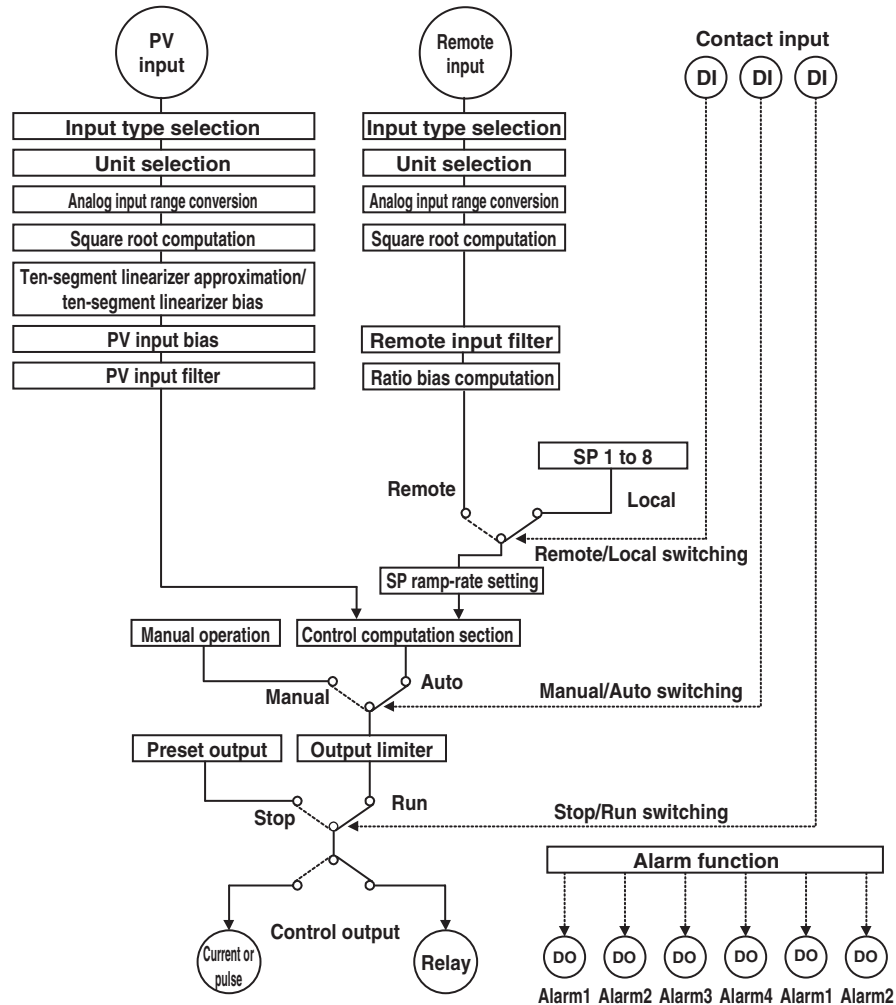 PV
input
Remote
input
Contact input
DI DI DI
Input type selection
Unit selection
Analog input range conversion
Square root computation
Ten-segment linearizer approximation/
ten-segment linearizer bias
PV input bias
PV input filter
Input type selection
Unit selection
Analog input range conversion
Square root computation
Remote input filter
Ratio bias computation
SP 1 to 8
Remote
Local
Remote/Local switching
SP ramp-rate setting
Manual operation
Control computation section
Manual
Auto
Manual/Auto switching
Preset output
Output limiter
Stop
Run
Stop/Run switching
Control output
Current or
pulse
Relay
Alarm function
DO DO DO DO DO DO
Alarm1 Alarm2 Alarm3 Alarm4 Alarm1 Alarm2